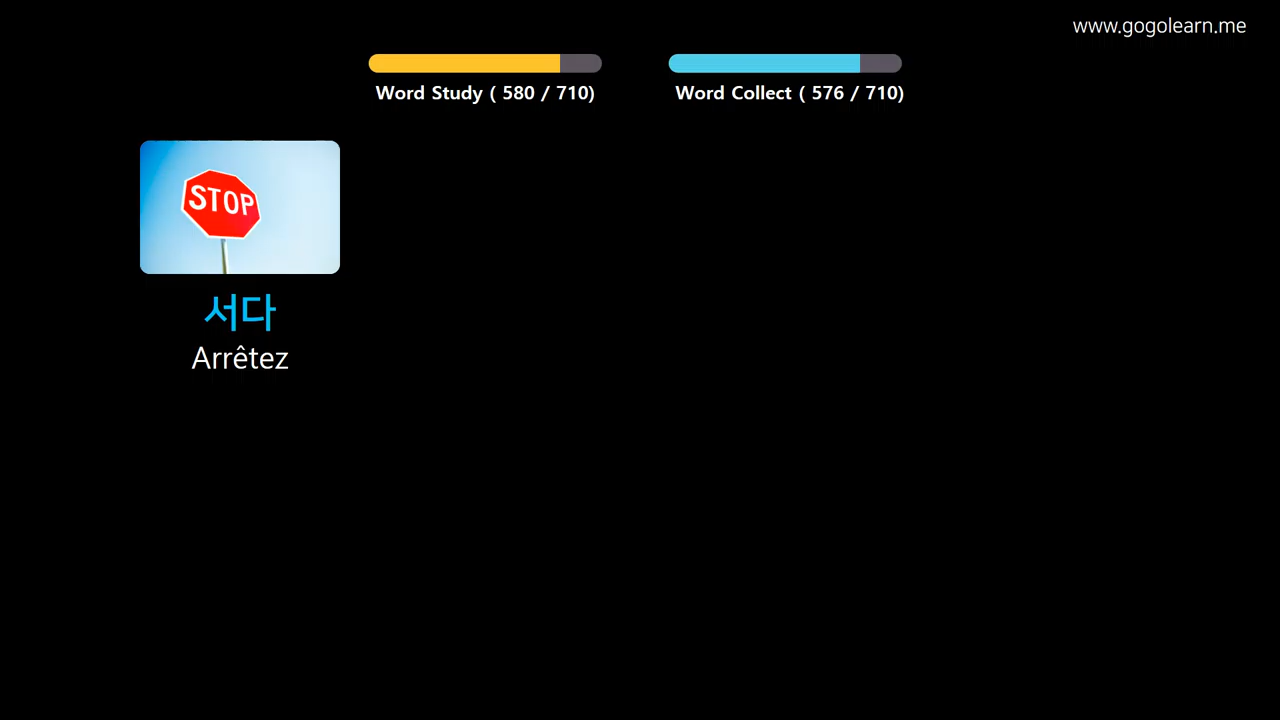 www.gogolearn.me
Word Study ( 580 / 710)
Word Collect ( 576 / 710)
STOP
서다
Arrêtez